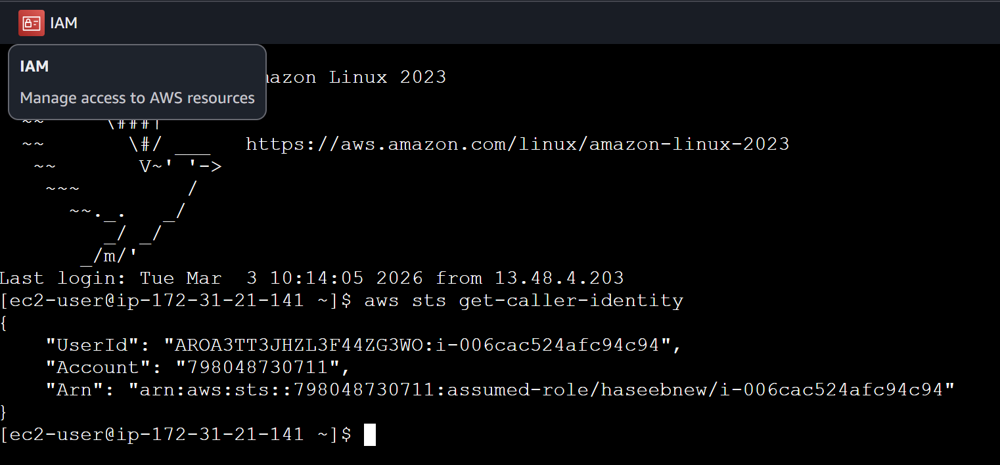 IAM
IAM
Manage access to AWS resources
mazon Linux 2023
~~       \###|
~~         \#/ ___   https://aws.amazon.com/linux/amazon-linux-2023
~~         V~' '->
~~~         /
~~._.   _/
_/ _/
_/m/'
Last login: Tue Mar  3 10:14:05 2026 from 13.48.4.203
[ec2-user@ip-172-31-21-141 ~]$ aws sts get-caller-identity
{
    "UserId": "AROA3TT3JHZL3F44ZG3WO:i-006cac524afc94c94",
    "Account": "798048730711",
    "Arn": "arn:aws:sts::798048730711:assumed-role/haseebnew/i-006cac524afc94c94"
}
[ec2-user@ip-172-31-21-141 ~]$